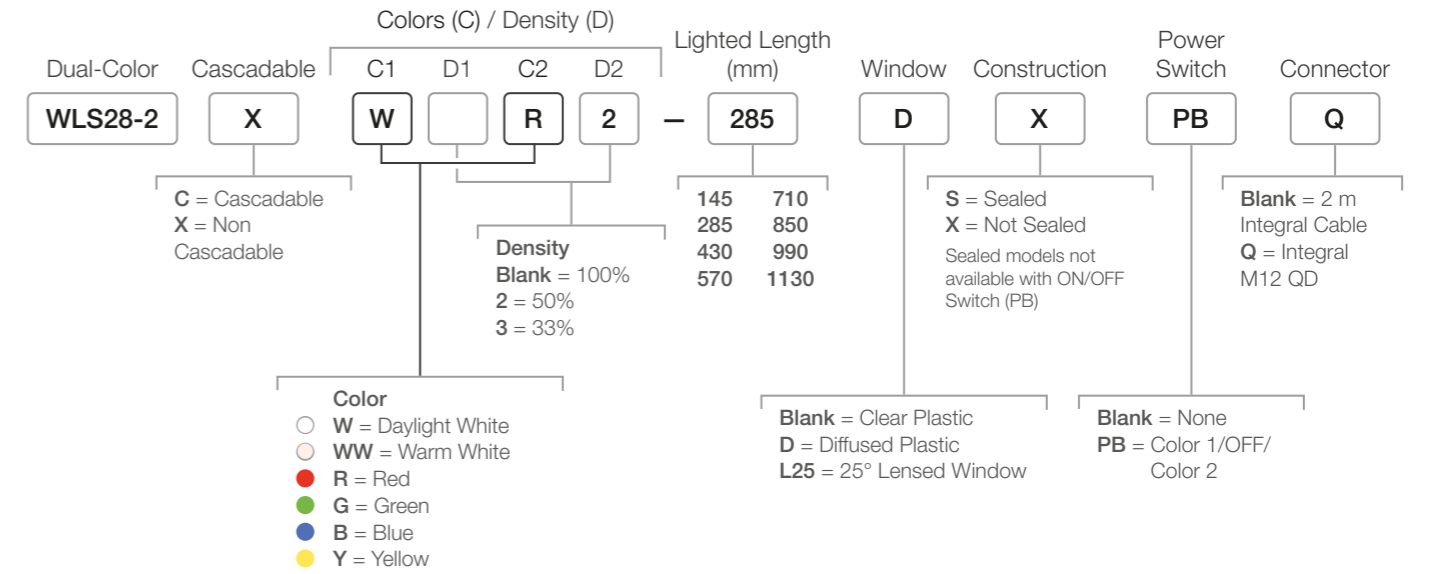 Colors (C) / Density (D)
Dual-Color
Cascadable
C1
D1
C2
D2
Lighted Length
(mm)
Window
Construction
Power
Switch
Connector
WLS28-2
X
W
R
2
–
285
D
X
PB
Q
C = Cascadable
X = Non
Cascadable
Density
Blank = 100%
2 = 50%
3 = 33%
145 710
285 850
430 990
570 1130
S = Sealed
X = Not Sealed
Sealed models not
available with ON/OFF
Switch (PB)
Blank = 2 m
Integral Cable
Q = Integral
M12 QD
Color
W = Daylight White
WW = Warm White
R = Red
G = Green
B = Blue
Y = Yellow
Blank = Clear Plastic
D = Diffused Plastic
L25 = 25° Lensed Window
Blank = None
PB = Color 1/OFF/
Color 2